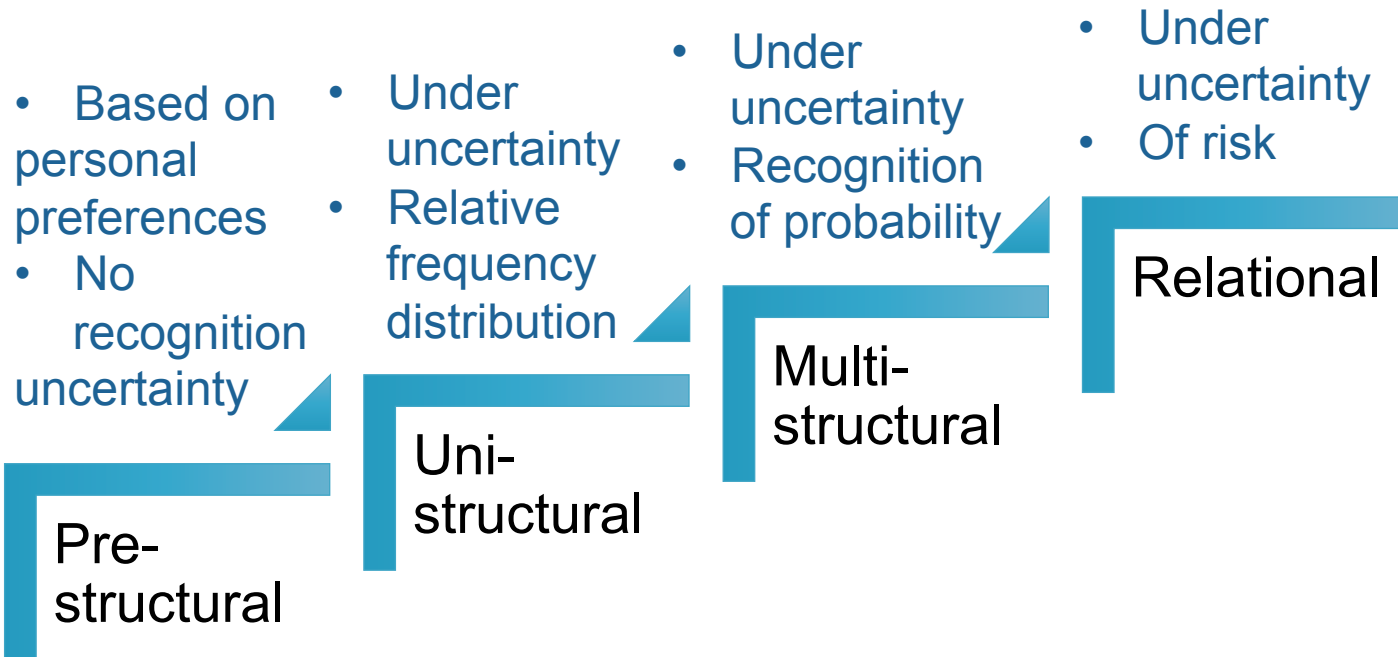 • Based on
personal
preferences
• No
recognition
uncertainty
Pre-
structural
• Under
uncertainty
• Relative
frequency
distribution
Uni-
structural
• Under
uncertainty
• Recognition
of probability
Multi-
structural
• Under
uncertainty
• Of risk
Relational